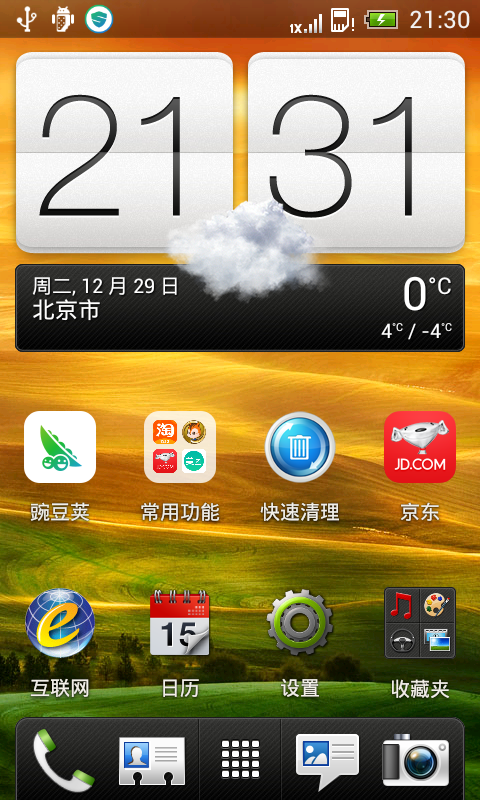 1X
21:30
21 31
周二, 12 月 29 日
北京市
0°C
4°C / -4°C
淘
JD.COM
豌豆荚
常用功能
快速清理
京东
15
互联网
日历
设置
收藏夹